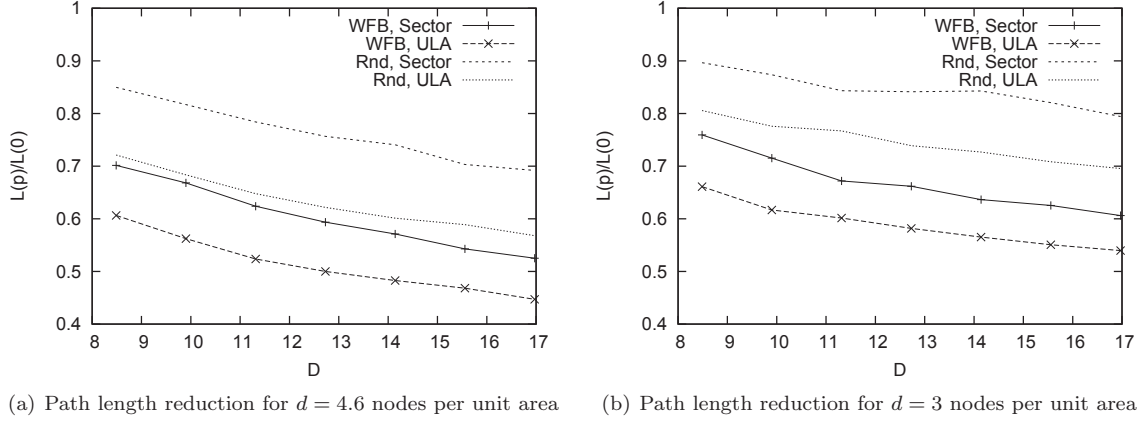 1
0.9
0.8
0.7
0.6
0.5
0.4
L(p)/L(0)
8 9 10 11 12 13 14 15 16 17
D
WFB, Sector
WFB, ULA
Rnd, Sector
Rnd, ULA
(a) Path length reduction for d = 4.6 nodes per unit area
1
0.9
0.8
0.7
0.6
0.5
0.4
L(p)/L(0)
8 9 10 11 12 13 14 15 16 17
D
WFB, Sector
WFB, ULA
Rnd, Sector
Rnd, ULA
(b) Path length reduction for d = 3 nodes per unit area